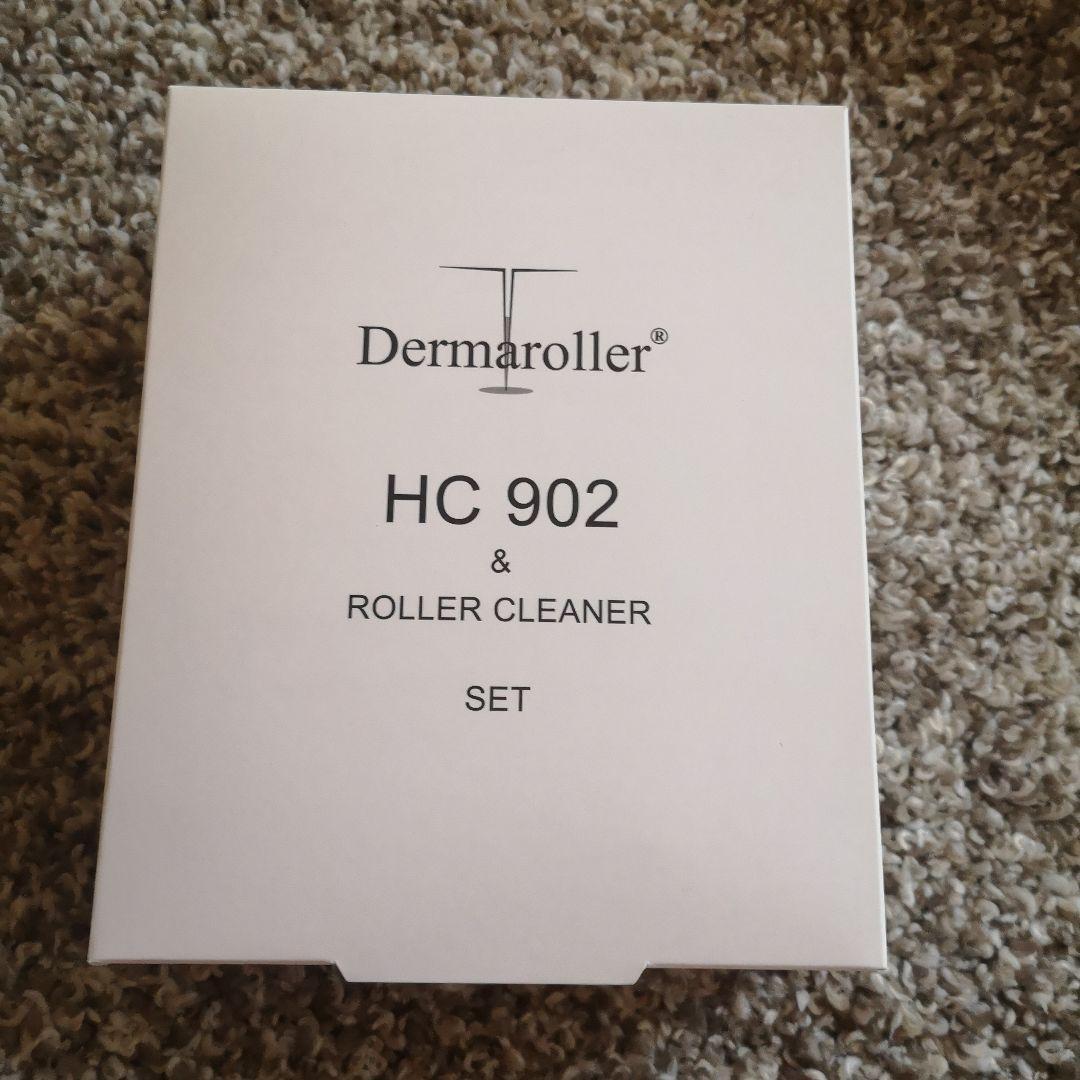 Dermaroller®
HC 902
&
ROLLER CLEANER
SET